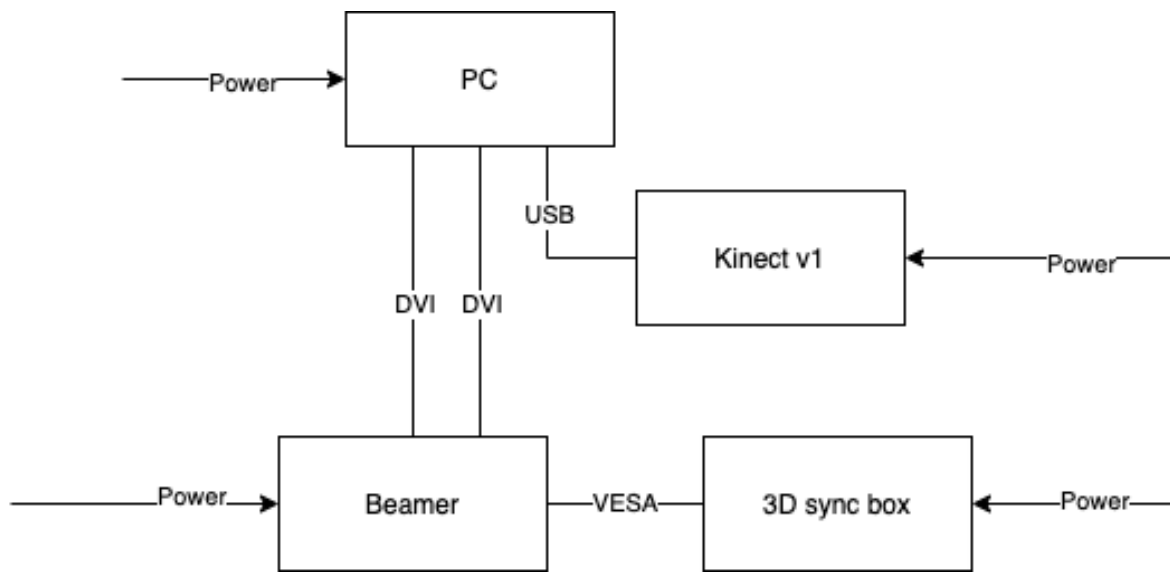 PC
Power
USB
Kinect v1
Power
DVI
DVI
Power
Beamer
VESA
3D sync box
Power